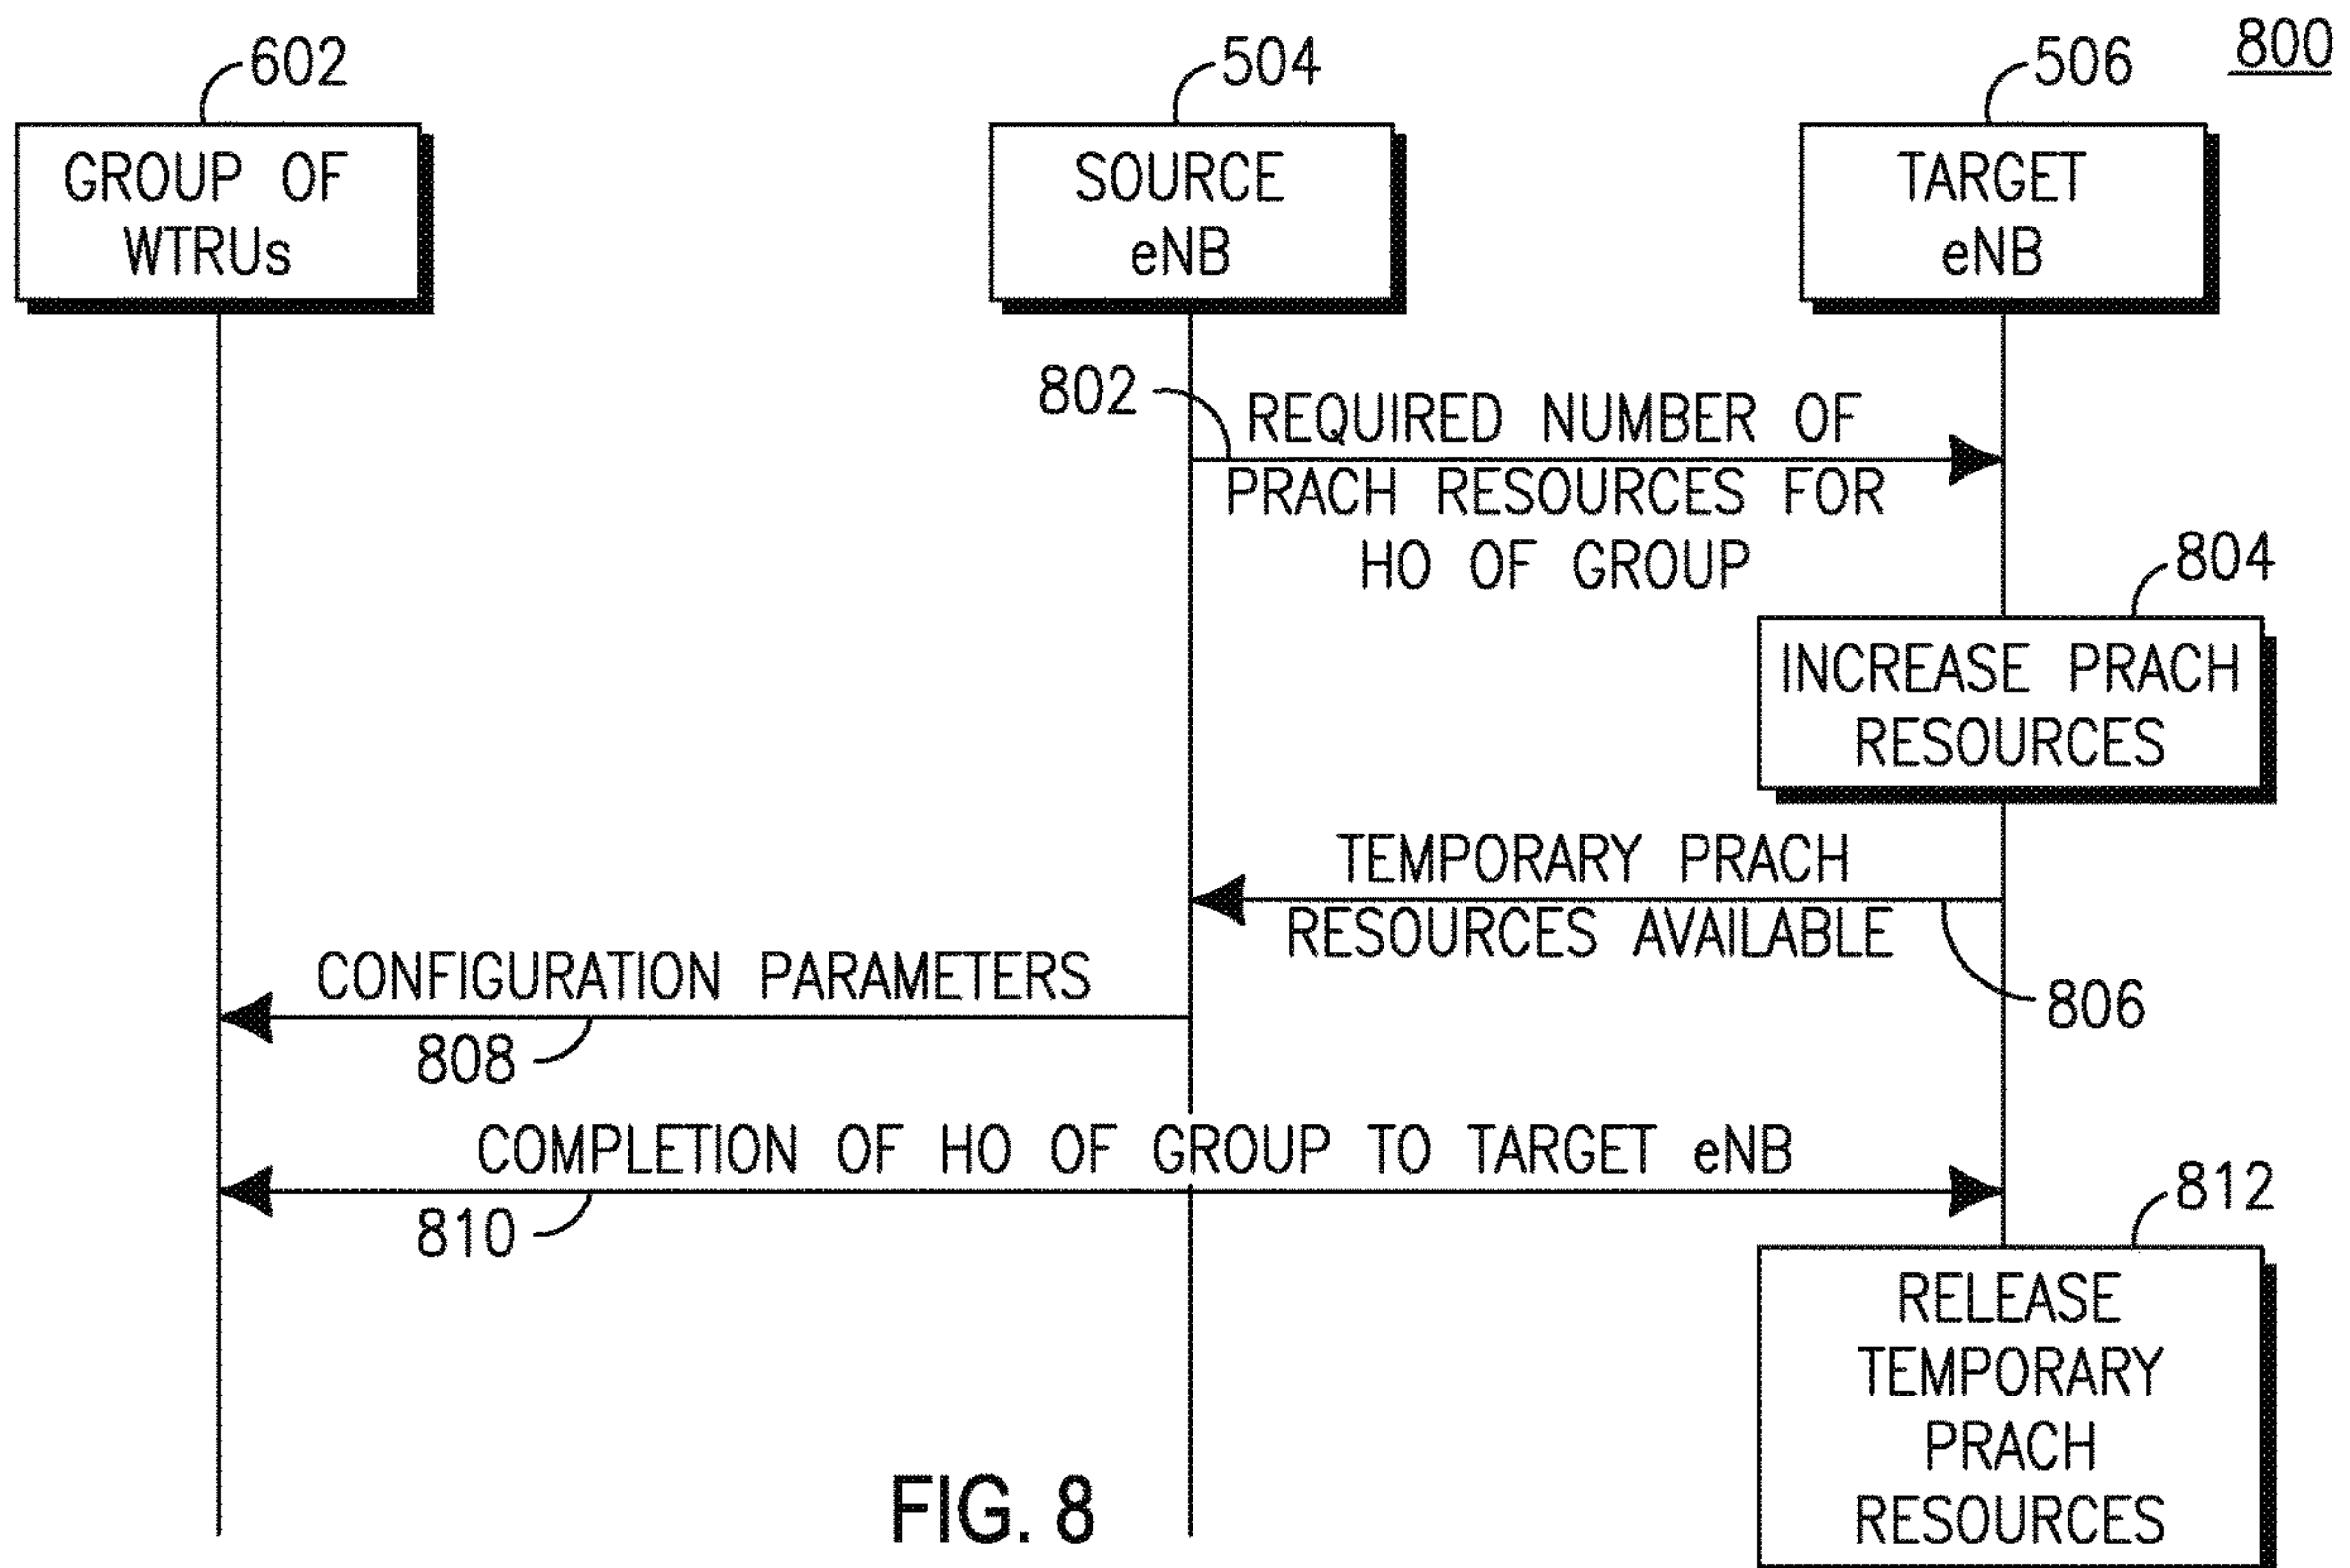 800
602
504
506
GROUP OF
WTRUs
SOURCE
eNB
TARGET
eNB
802
REQUIRED NUMBER OF
PRACH RESOURCES FOR
HO OF GROUP
804
INCREASE PRACH
RESOURCES
TEMPORARY PRACH
RESOURCES AVAILABLE
806
CONFIGURATION PARAMETERS
808
COMPLETION OF HO OF GROUP TO TARGET eNB
810
812
RELEASE
TEMPORARY
PRACH
RESOURCES
FIG. 8